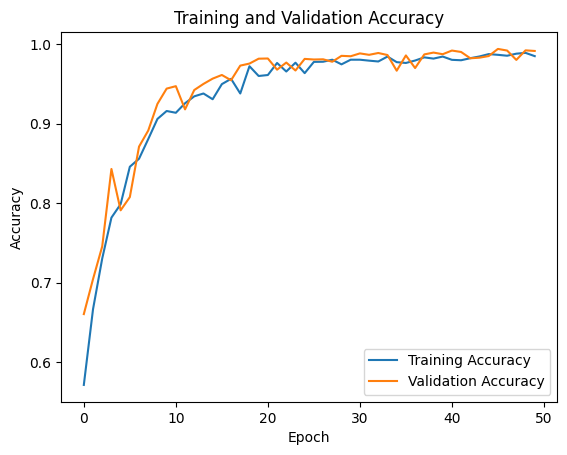 Training and Validation Accuracy
1.0
0.9
0.8
0.7
0.6
Accuracy
0
10
20
30
40
50
Epoch
Training Accuracy
Validation Accuracy